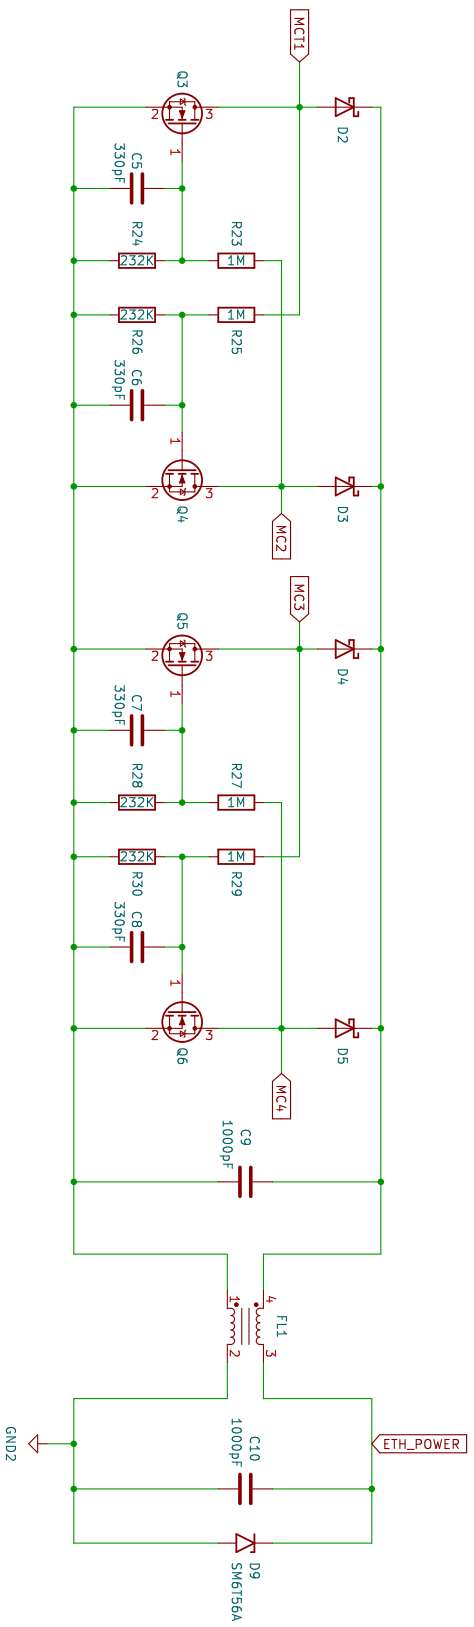 MCT1
Q3
2
3
1
D2
C5
330pF
R24
232K
R23
1M
232K
R26
1M
R25
C6
330pF
1
2
3
Q4
D3
MC2
MC3
Q5
2
3
1
D4
C7
330pF
R28
232K
R27
1M
232K
R30
1M
R29
C8
330pF
1
2
3
Q6
D5
MC4
C9
1000pF
1
4
FL1
2
3
ETH_POWER
GND2
C10
1000pF
D9
SM6T56A